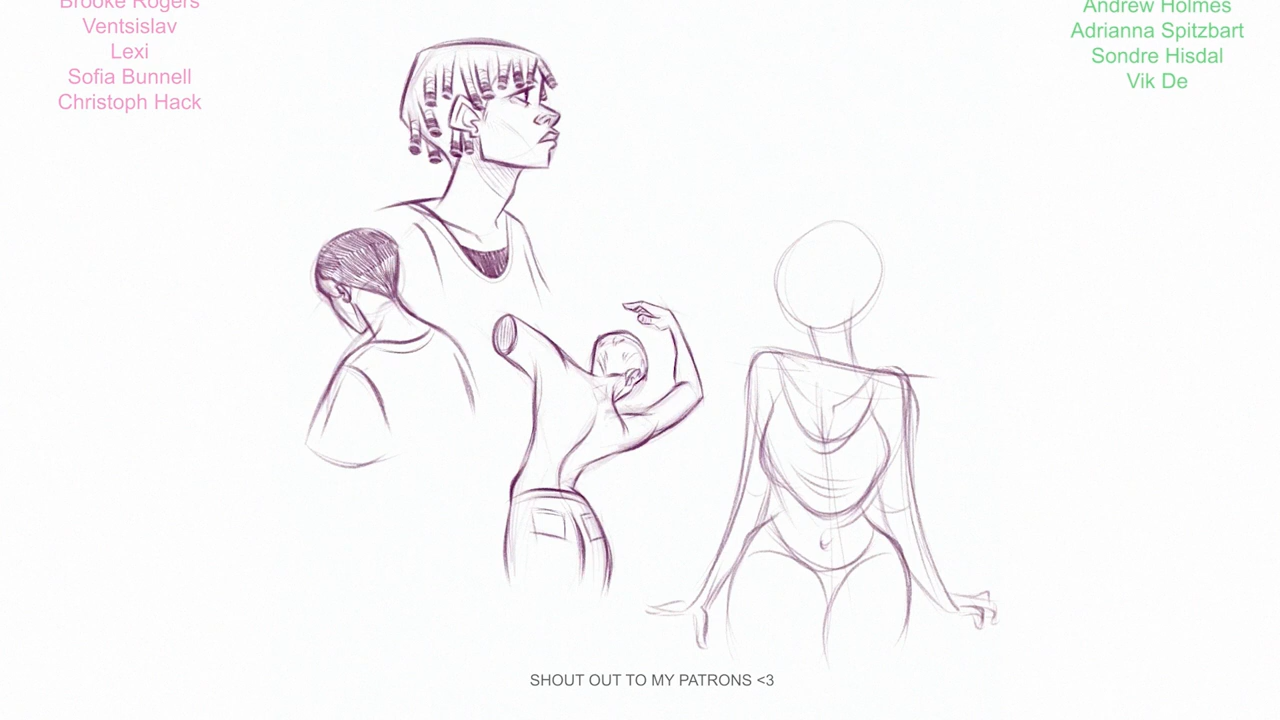 Brooke Rogers
Ventsislav
Lexi
Sofia Bunnell
Christoph Hack
Andrew Holmes
Adrianna Spitzbart
Sondre Hisdal
Vik De
SHOUT OUT TO MY PATRONS <3